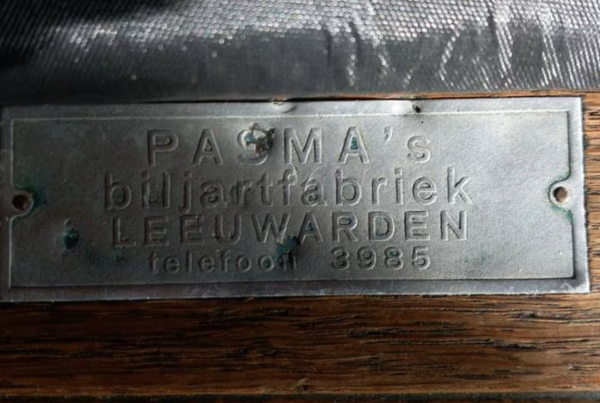 PASMA's
biljartfabriek
LEEUWARDEN
telefoon 3985